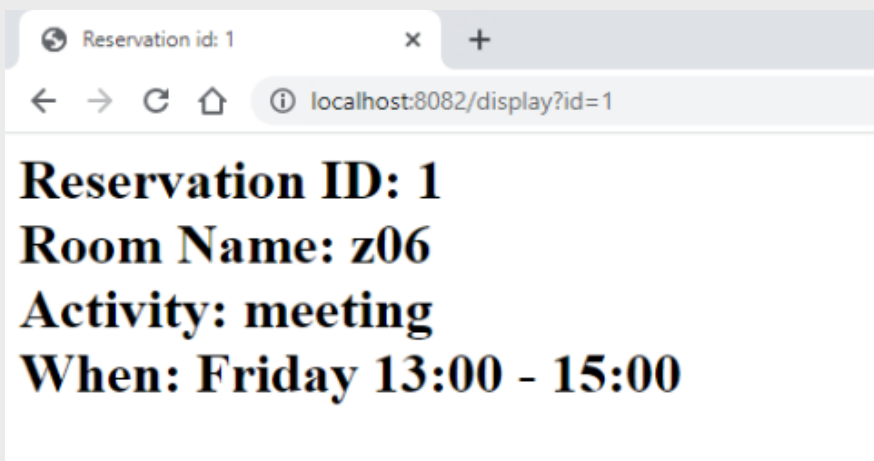 Reservation id: 1
localhost:8082/display?id=1
Reservation ID: 1
Room Name: z06
Activity: meeting
When: Friday 13:00 - 15:00